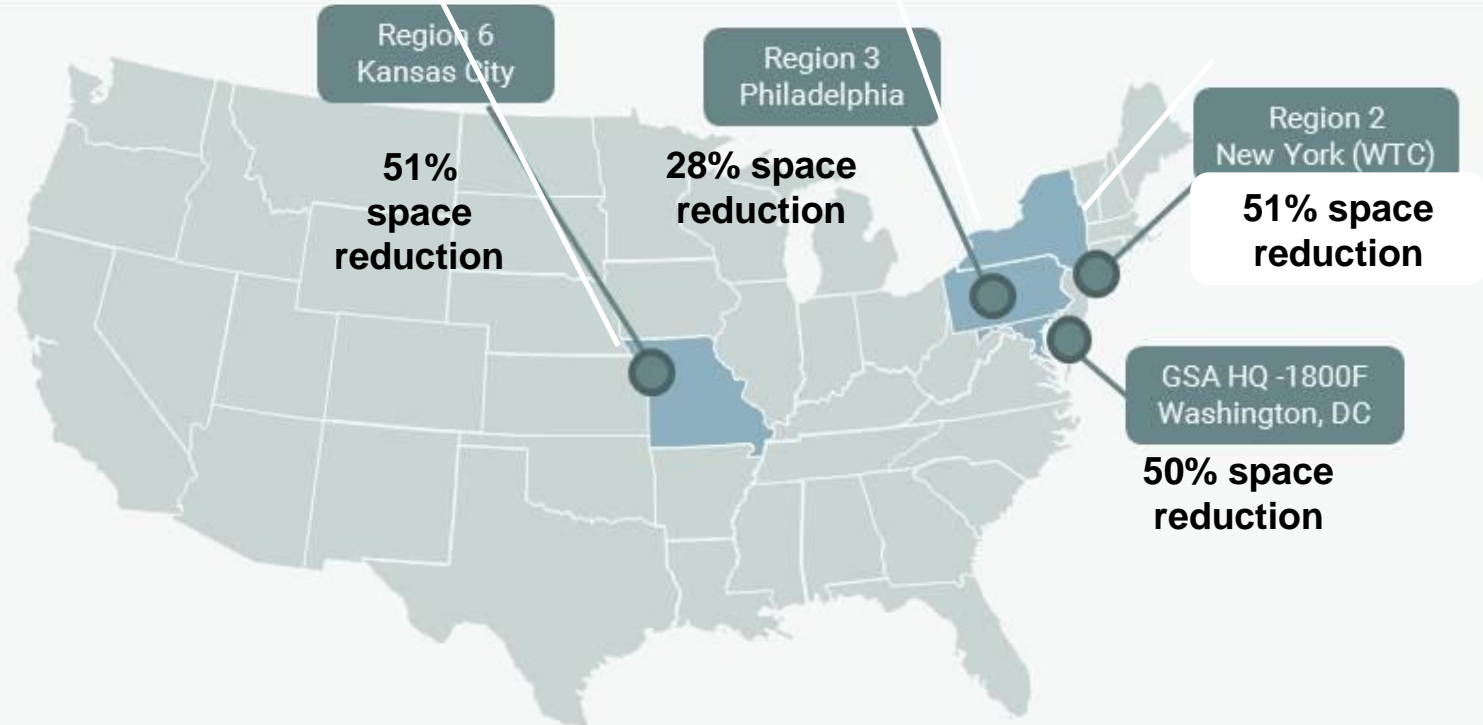 Region 6
Kansas City
51%
space
reduction
Region 3
Philadelphia
28% space
reduction
Region 2
New York (WTC)
51% space
reduction
GSA HQ -1800F
Washington, DC
50% space
reduction